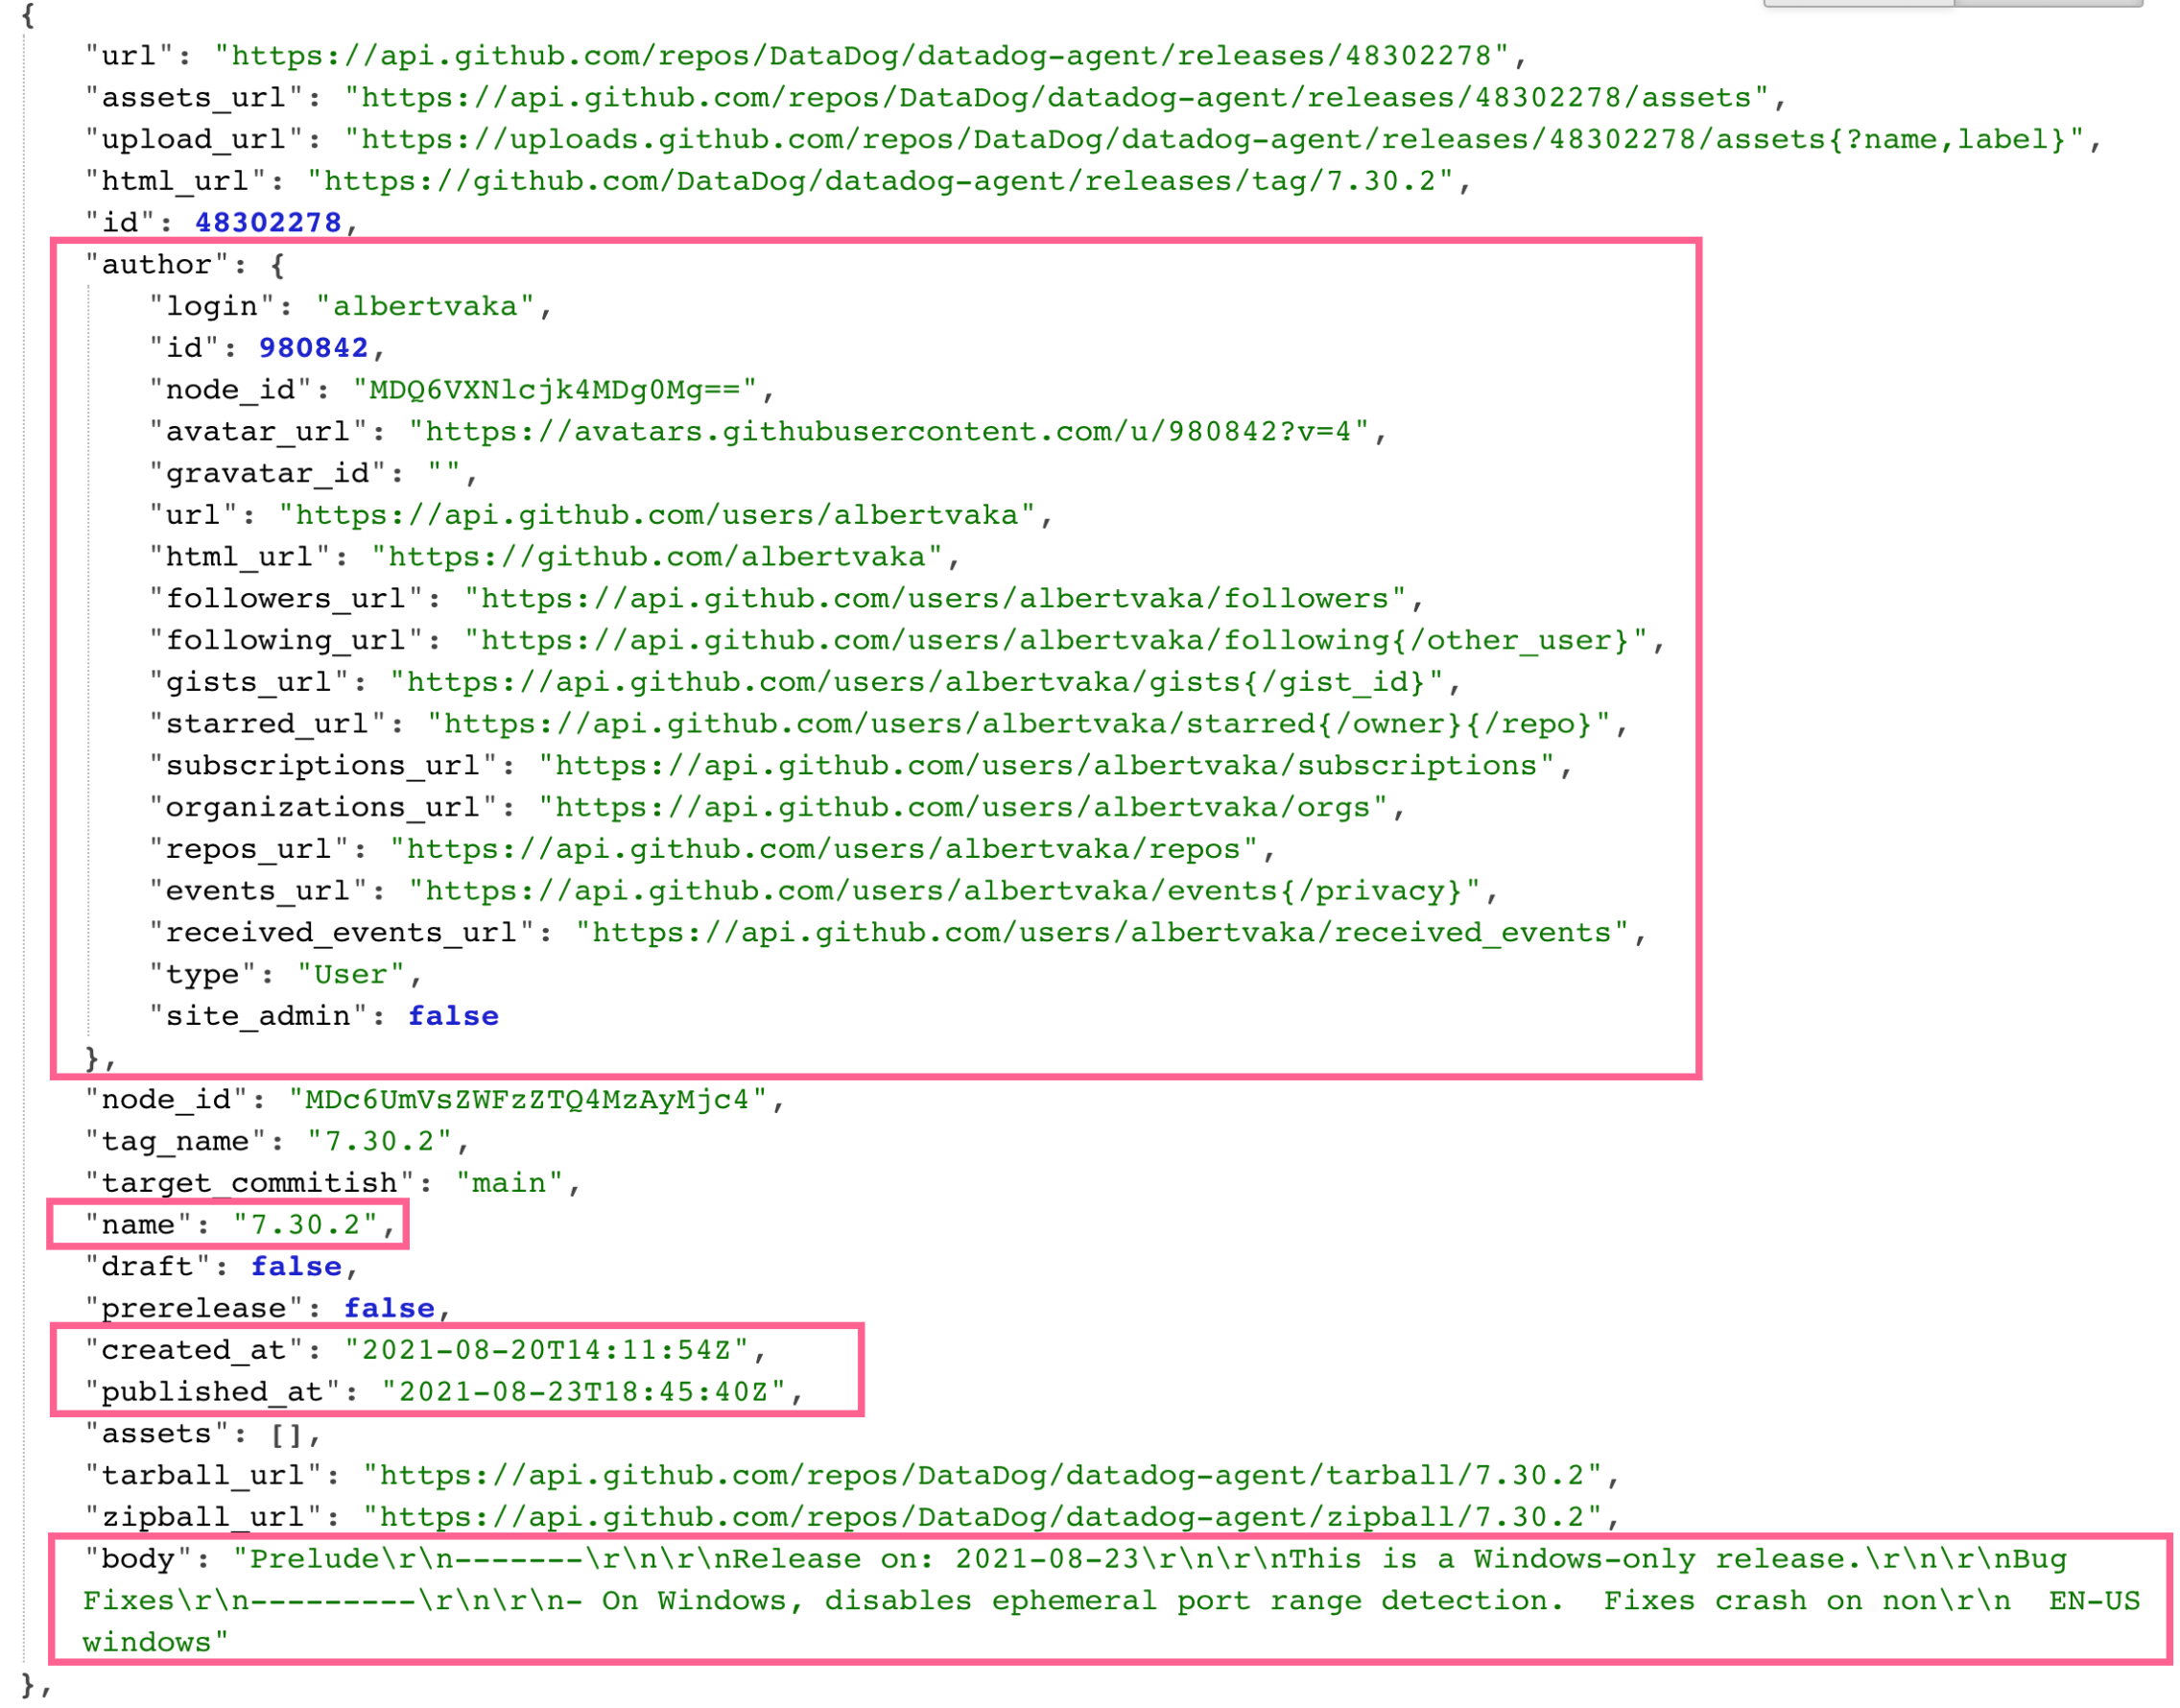 {
"url": "https://api.github.com/repos/DataDog/datadog-agent/releases/48302278",
"assets_url": "https://api.github.com/repos/DataDog/datadog-agent/releases/48302278/assets",
"upload_url": "https://uploads.github.com/repos/DataDog/datadog-agent/releases/48302278/assets{?name,label}",
"html_url": "https://github.com/DataDog/datadog-agent/releases/tag/7.30.2",
"id": 48302278,
"author": {
"login": "albertvaka",
"id": 980842,
"node_id": "MDQ6VXNlcjk4MDg0Mg==",
"avatar_url": "https://avatars.githubusercontent.com/u/980842?v=4",
"gravatar_id": "",
"url": "https://api.github.com/users/albertvaka",
"html_url": "https://github.com/albertvaka",
"followers_url": "https://api.github.com/users/albertvaka/followers",
"following_url": "https://api.github.com/users/albertvaka/following{/other_user}",
"gists_url": "https://api.github.com/users/albertvaka/gists{/gist_id}",
"starred_url": "https://api.github.com/users/albertvaka/starred{/owner}{/repo}",
"subscriptions_url": "https://api.github.com/users/albertvaka/subscriptions",
"organizations_url": "https://api.github.com/users/albertvaka/orgs",
"repos_url": "https://api.github.com/users/albertvaka/repos",
"events_url": "https://api.github.com/users/albertvaka/events{/privacy}",
"received_events_url": "https://api.github.com/users/albertvaka/received_events",
"type": "User",
"site_admin": false
},
"node_id": "MDc6UmVsZWFzZTQ4MzAyMjc4",
"tag_name": "7.30.2",
"target_commitish": "main",
"name": "7.30.2",
"draft": false,
"prerelease": false,
"created_at": "2021-08-20T14:11:54Z",
"published_at": "2021-08-23T18:45:40Z",
"assets": [],
"tarball_url": "https://api.github.com/repos/DataDog/datadog-agent/tarball/7.30.2",
"zipball_url": "https://api.github.com/repos/DataDog/datadog-agent/zipball/7.30.2",
"body": "Prelude\r\n-------\r\n\r\nRelease on: 2021-08-23\r\n\r\nThis is a Windows-only release.\r\n\r\nBug
Fixes\r\n---------\r\n\r\n- On Windows, disables ephemeral port range detection.  Fixes crash on non\r\n  EN-US
windows"
},